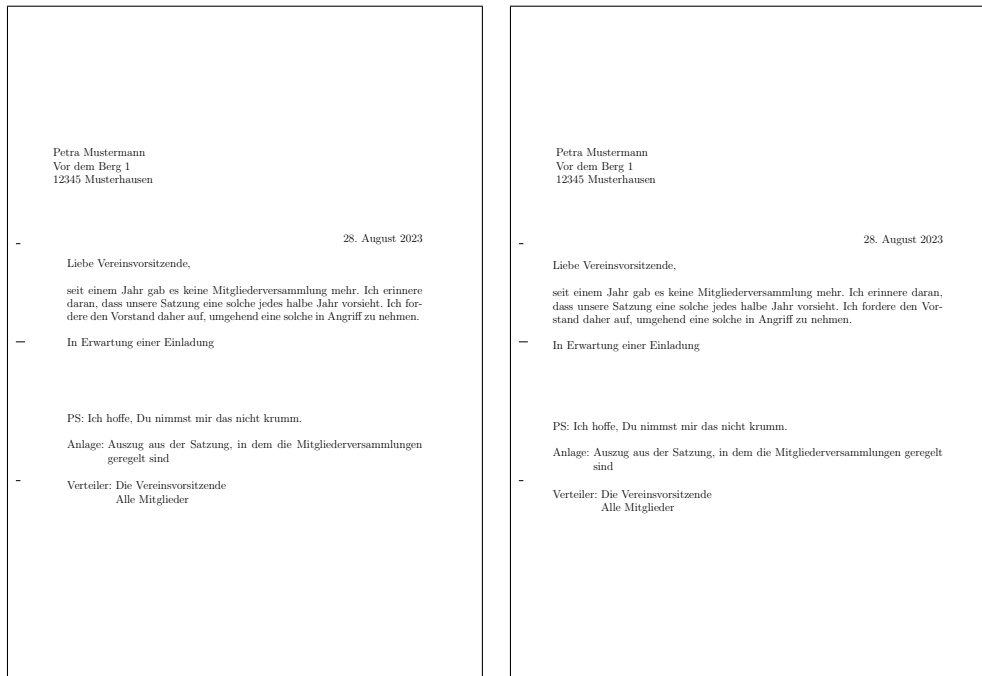 Petra Mustermann
Vor dem Berg 1
12345 Musterhausen
28. August 2023
Liebe Vereinsvorsitzende,
seit einem Jahr gab es keine Mitgliederversammlung mehr. Ich erinnere
daran, dass unsere Satzung eine solche jedes halbe Jahr vorsieht. Ich for-
dere den Vorstand daher auf, umgehend eine solche in Angriff zu nehmen.
In Erwartung einer Einladung
PS: Ich hoffe, Du nimmst mir das nicht krumm.
Anlage: Auszug aus der Satzung, in dem die Mitgliederversammlungen
geregelt sind
Verteiler: Die Vereinsvorsitzende
Alle Mitglieder
Petra Mustermann
Vor dem Berg 1
12345 Musterhausen
28. August 2023
Liebe Vereinsvorsitzende,
seit einem Jahr gab es keine Mitgliederversammlung mehr. Ich erinnere daran,
dass unsere Satzung eine solche jedes halbe Jahr vorsieht. Ich fordere den Vor-
stand daher auf, umgehend eine solche in Angriff zu nehmen.
In Erwartung einer Einladung
PS: Ich hoffe, Du nimmst mir das nicht krumm.
Anlage: Auszug aus der Satzung, in dem die Mitgliederversammlungen geregelt
sind
Verteiler: Die Vereinsvorsitzende
Alle Mitglieder